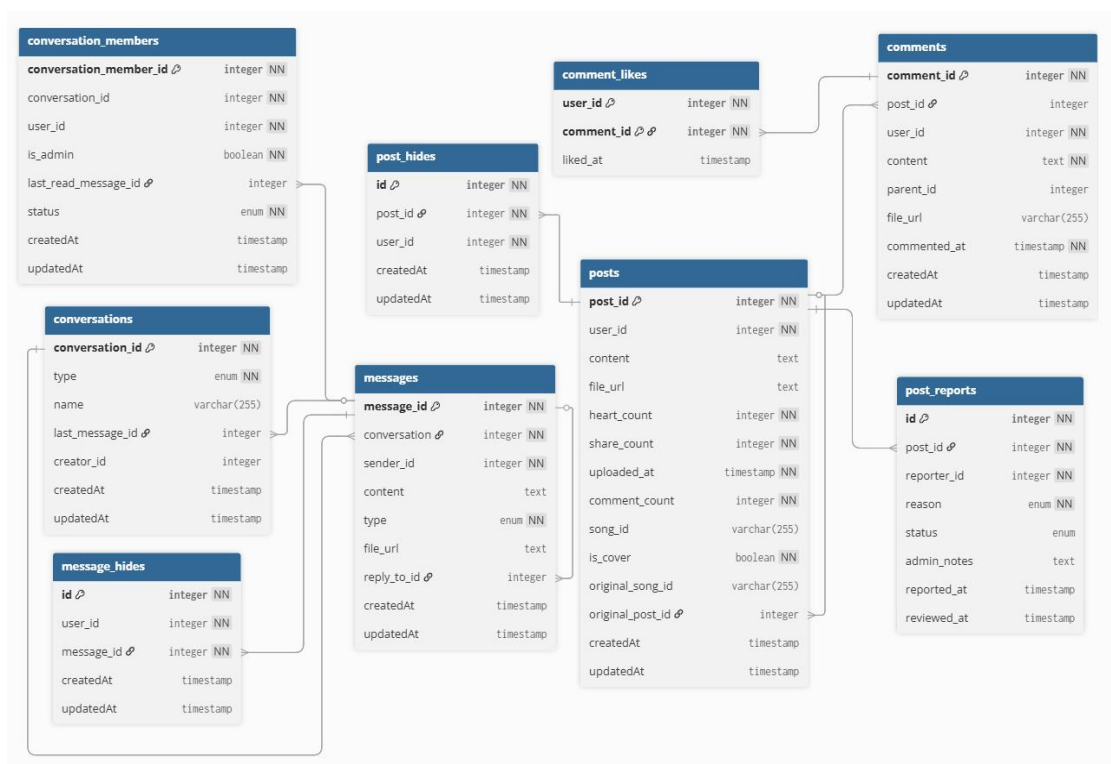 conversation_members
conversation_member_id integer NN
conversation_id integer NN
user_id integer NN
is_admin boolean NN
last_read_message_id integer
status enum NN
createdAt timestamp
updatedAt timestamp
conversations
conversation_id integer NN
type enum NN
name varchar(255)
last_message_id integer
creator_id integer
createdAt timestamp
updatedAt timestamp
message_hides
id integer NN
user_id integer NN
message_id integer NN
createdAt timestamp
updatedAt timestamp
post_hides
id integer NN
post_id integer NN
user_id integer NN
createdAt timestamp
updatedAt timestamp
messages
message_id integer NN
conversation integer NN
sender_id integer NN
content text
type enum NN
file_url text
reply_to_id integer
createdAt timestamp
updatedAt timestamp
comment_likes
user_id integer NN
comment_id integer NN
liked_at timestamp
posts
post_id integer NN
user_id integer NN
content text
file_url text
heart_count integer NN
share_count integer NN
uploaded_at timestamp NN
comment_count integer NN
song_id varchar(255)
is_cover boolean NN
original_song_id varchar(255)
original_post_id integer
createdAt timestamp
updatedAt timestamp
comments
comment_id integer NN
post_id integer
user_id integer NN
content text NN
parent_id integer
file_url varchar(255)
commented_at timestamp NN
createdAt timestamp
updatedAt timestamp
post_reports
id integer NN
post_id integer NN
reporter_id integer NN
reason enum NN
status enum
admin_notes text
reported_at timestamp
reviewed_at timestamp